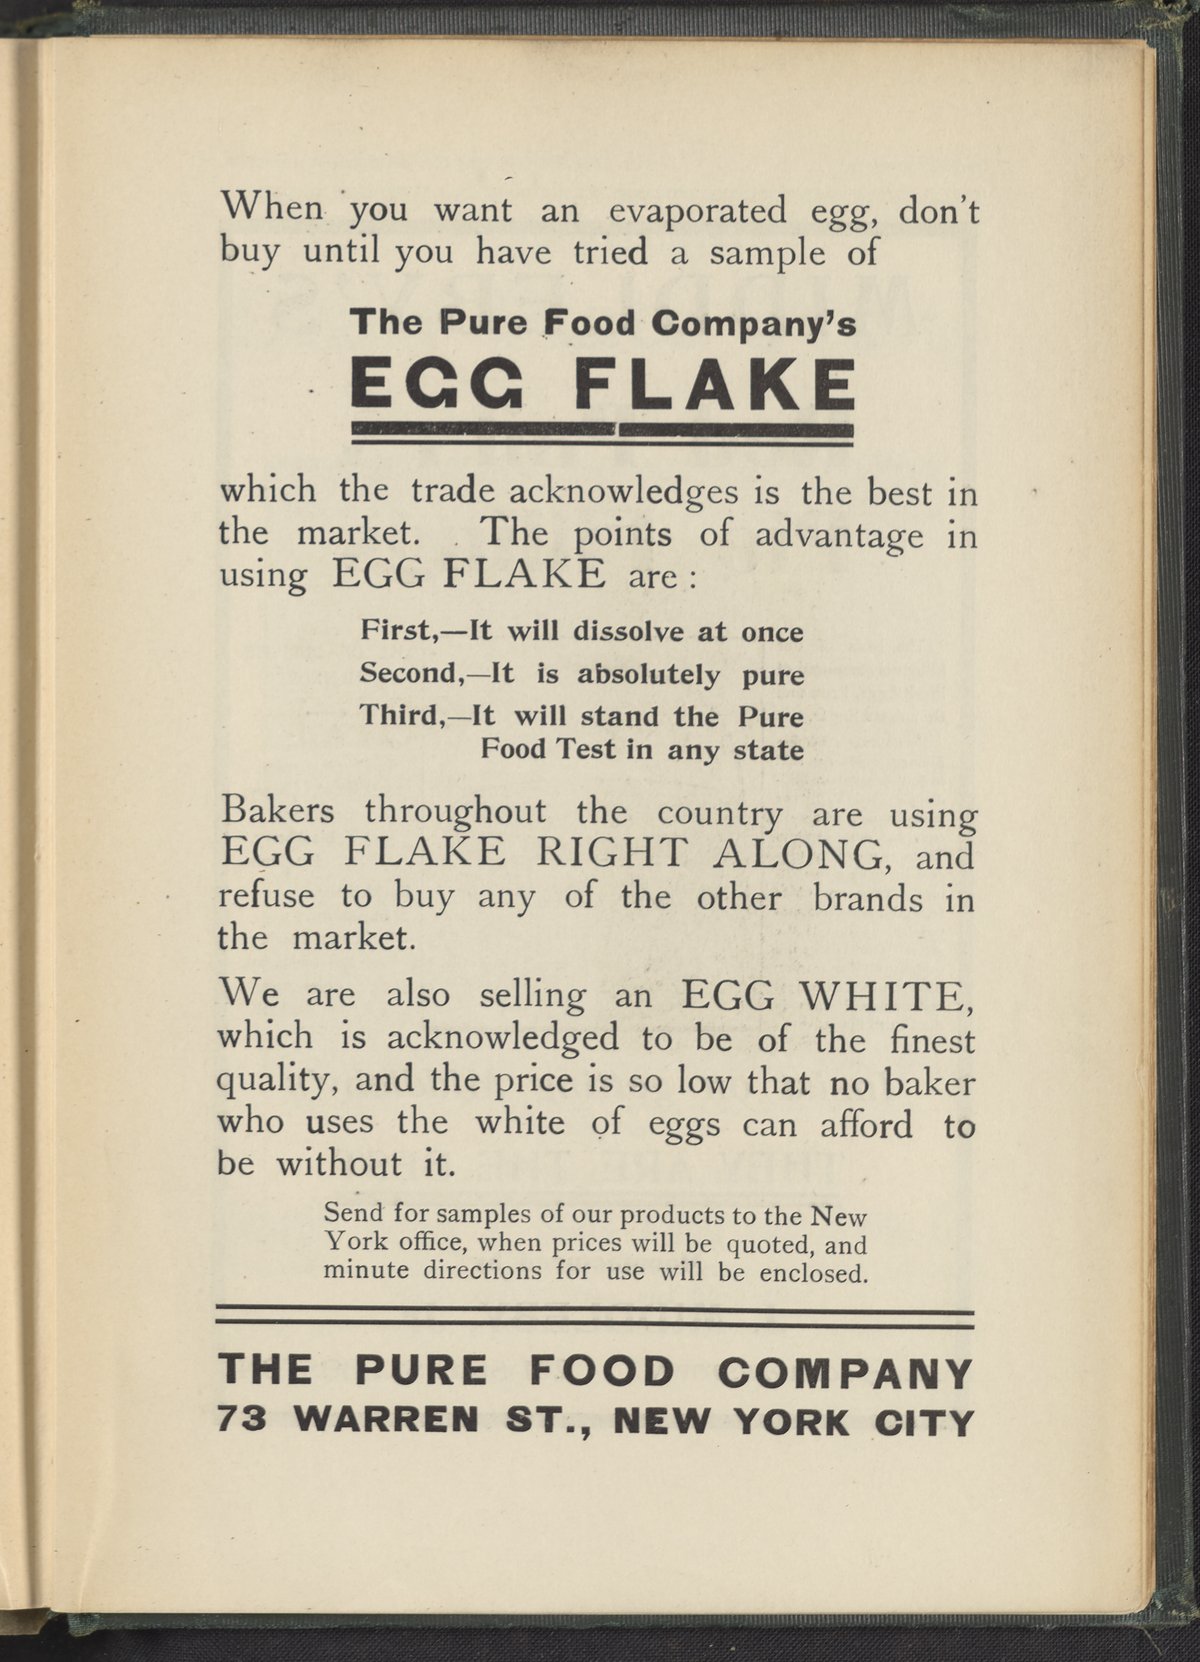 When you want an evaporated egg, don't
buy until you have tried a sample of
The Pure Food Company's
EGG FLAKE
which the trade acknowledges is the best in
the market. The points of advantage in
using EGG FLAKE are :
First,—It will dissolve at once
Second,—It is absolutely pure
Third,—It will stand the Pure
Food Test in any state
Bakers throughout the country are using
EGG FLAKE RIGHT ALONG, and
refuse to buy any of the other brands in
the market.
We are also selling an EGG WHITE,
which is acknowledged to be of the finest
quality, and the price is so low that no baker
who uses the white of eggs can afford to
be without it.
Send for samples of our products to the New
York office, when prices will be quoted, and
minute directions for use will be enclosed.
THE PURE FOOD COMPANY
73 WARREN ST., NEW YORK CITY